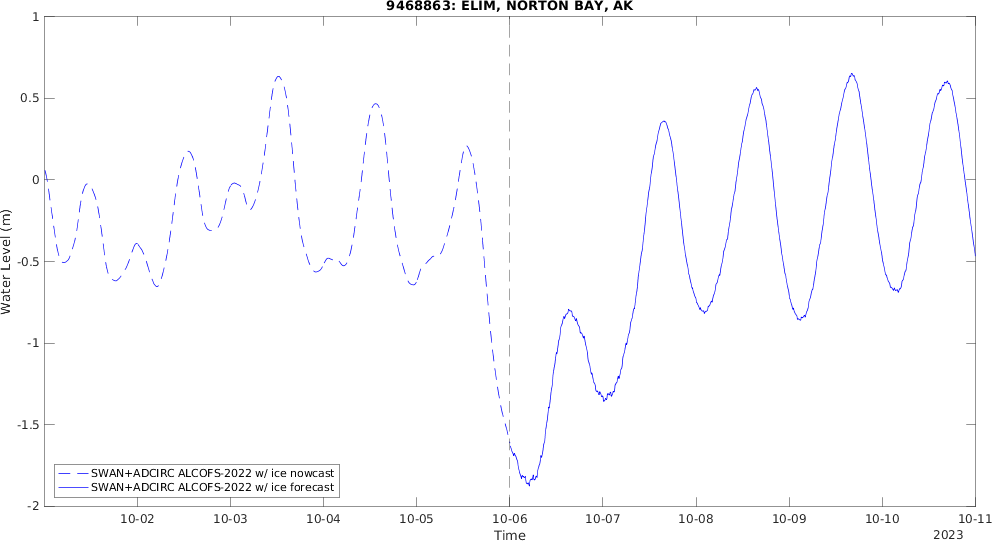 9468863: ELIM, NORTON BAY, AK
1
0.5
0
-0.5
-1
-1.5
-2
Water Level (m)
SWAN+ADCIRC ALCOFS-2022 w/ ice nowcast
SWAN+ADCIRC ALCOFS-2022 w/ ice forecast
10-02 10-03 10-04 10-05 10-06 10-07 10-08 10-09 10-10 10-11
Time
2023